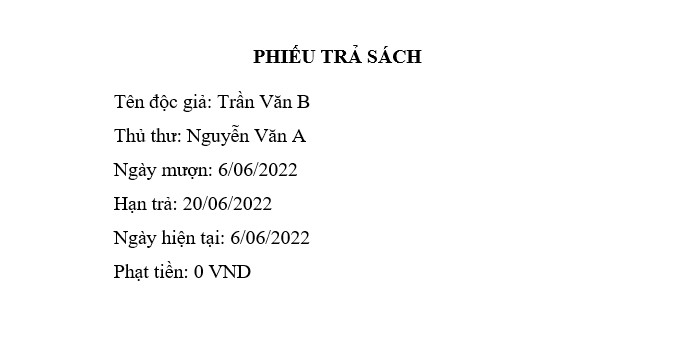 PHIẾU TRẢ SÁCH
Tên độc giả: Trần Văn B
Thủ thư: Nguyễn Văn A
Ngày mượn: 6/06/2022
Hạn trả: 20/06/2022
Ngày hiện tại: 6/06/2022
Phạt tiền: 0 VND